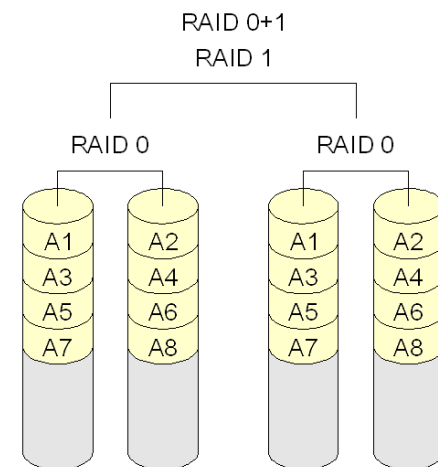 RAID 0+1
RAID 1
RAID 0 RAID 0
A1 A2 A1 A2
A3 A4 A3 A4
A5 A6 A5 A6
A7 A8 A7 A8